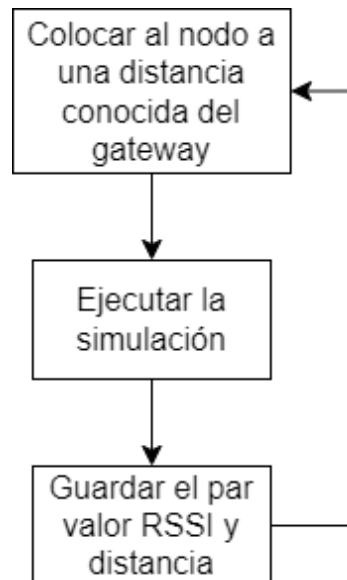 Colocar al nodo a
una distancia
conocida del
gateway
Ejecutar la
simulación
Guardar el par
valor RSSI y
distancia